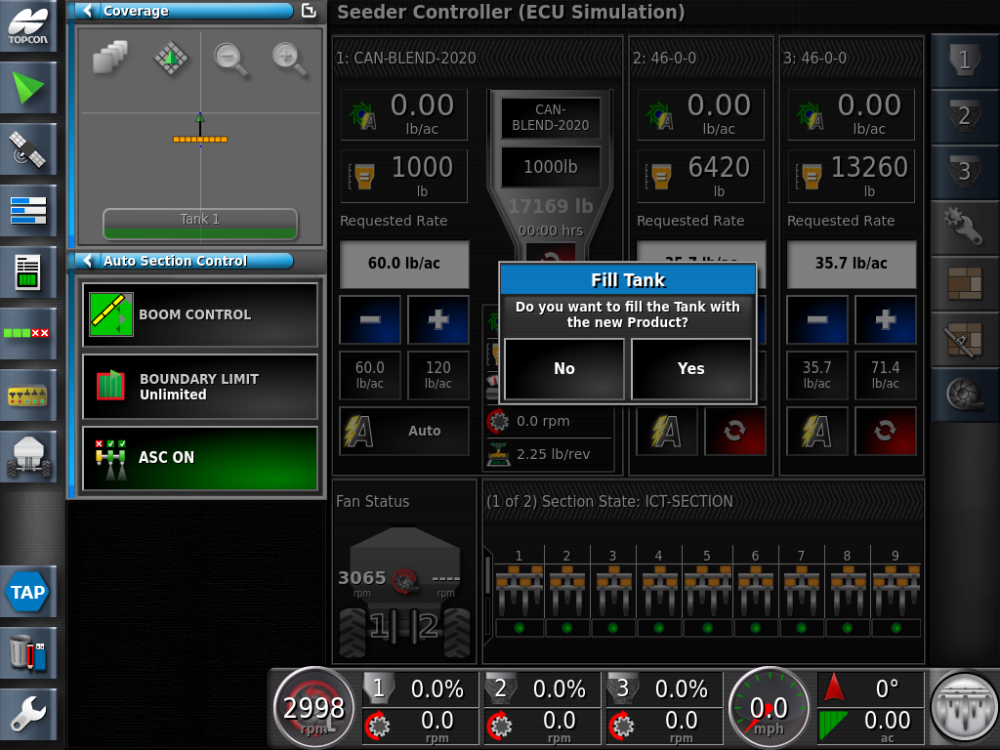 TOPCON
Coverage
Tank 1
Auto Section Control
BOOM CONTROL
BOUNDARY LIMIT
Unlimited
ASC ON
TAP
Seeder Controller (ECU Simulation)
1: CAN-BLEND-2020
0.00
lb/ac
1000
lb
Requested Rate
60.0 lb/ac
60.0
lb/ac
120
lb/ac
Auto
CAN-
BLEND-2020
1000lb
17169 lb
00:00 hrs
0.0 rpm
2.25 lb/rev
2: 46-0-0
0.00
lb/ac
6420
lb
Requested Rate
35.7 lb/ac
3: 46-0-0
0.00
lb/ac
13260
lb
Requested Rate
35.7 lb/ac
35.7
lb/ac
71.4
lb/ac
1
2
3
Fill Tank
Do you want to fill the Tank with
the new Product?
No
Yes
Fan Status
3065
rpm
----
rpm
1 2
(1 of 2) Section State: ICT-SECTION
1 2 3 4 5 6 7 8 9
2998
rpm
1 0.0%
0.0
rpm
2 0.0%
0.0
rpm
3 0.0%
0.0
rpm
0.0
mph
0°
0.00
ac